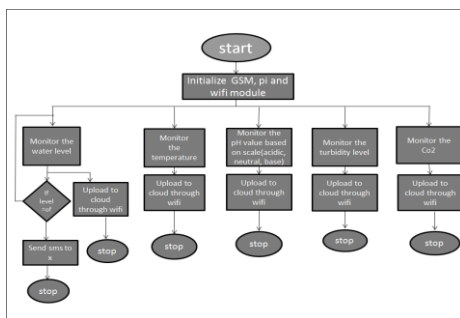 start
Initialize GSM, pi and
wifi module
Monitor the
water level
Monitor
the
temperature
Monitor the
pH value based
on scale(acidic,
neutral, base)
Monitor the
turbidity level
Monitor the
Co2
if
level
=of
Upload to
cloud
through wifi
Upload to
cloud through
wifi
Upload to
cloud through
wifi
Upload to
cloud through
wifi
Upload to
cloud through
wifi
Send sms to
x
stop
stop
stop
stop
stop
stop